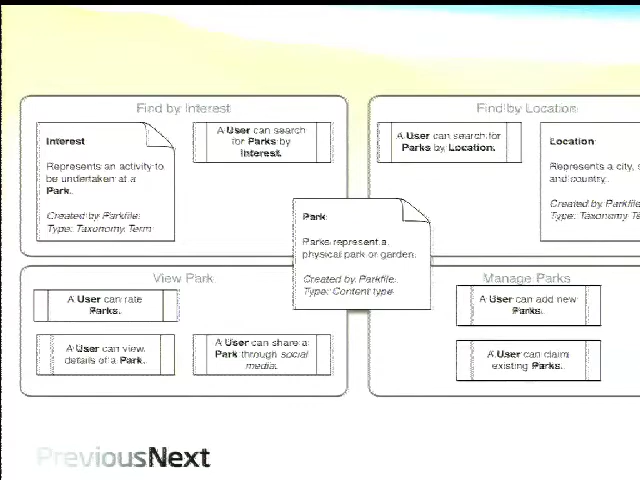 Find by Interest
Interest
Represents an activity to
be undertaken at a
Park.
Created by Parkfile.
Type: Taxonomy Term
A User can search
for Parks by
Interest.
Find by Location
A User can search for
Parks by Location.
Location
Represents a city,
and country.
Created by Parkfile
Type: Taxonomy
Park
Parks represent a
physical park or garden.
Created by Parkfile.
Type: Content type
View Park
A User can rate
Parks.
A User can view
details of a Park.
A User can share a
Park through social
media.
Manage Parks
A User can add new
Parks.
A User can claim
existing Parks.
PreviousNext